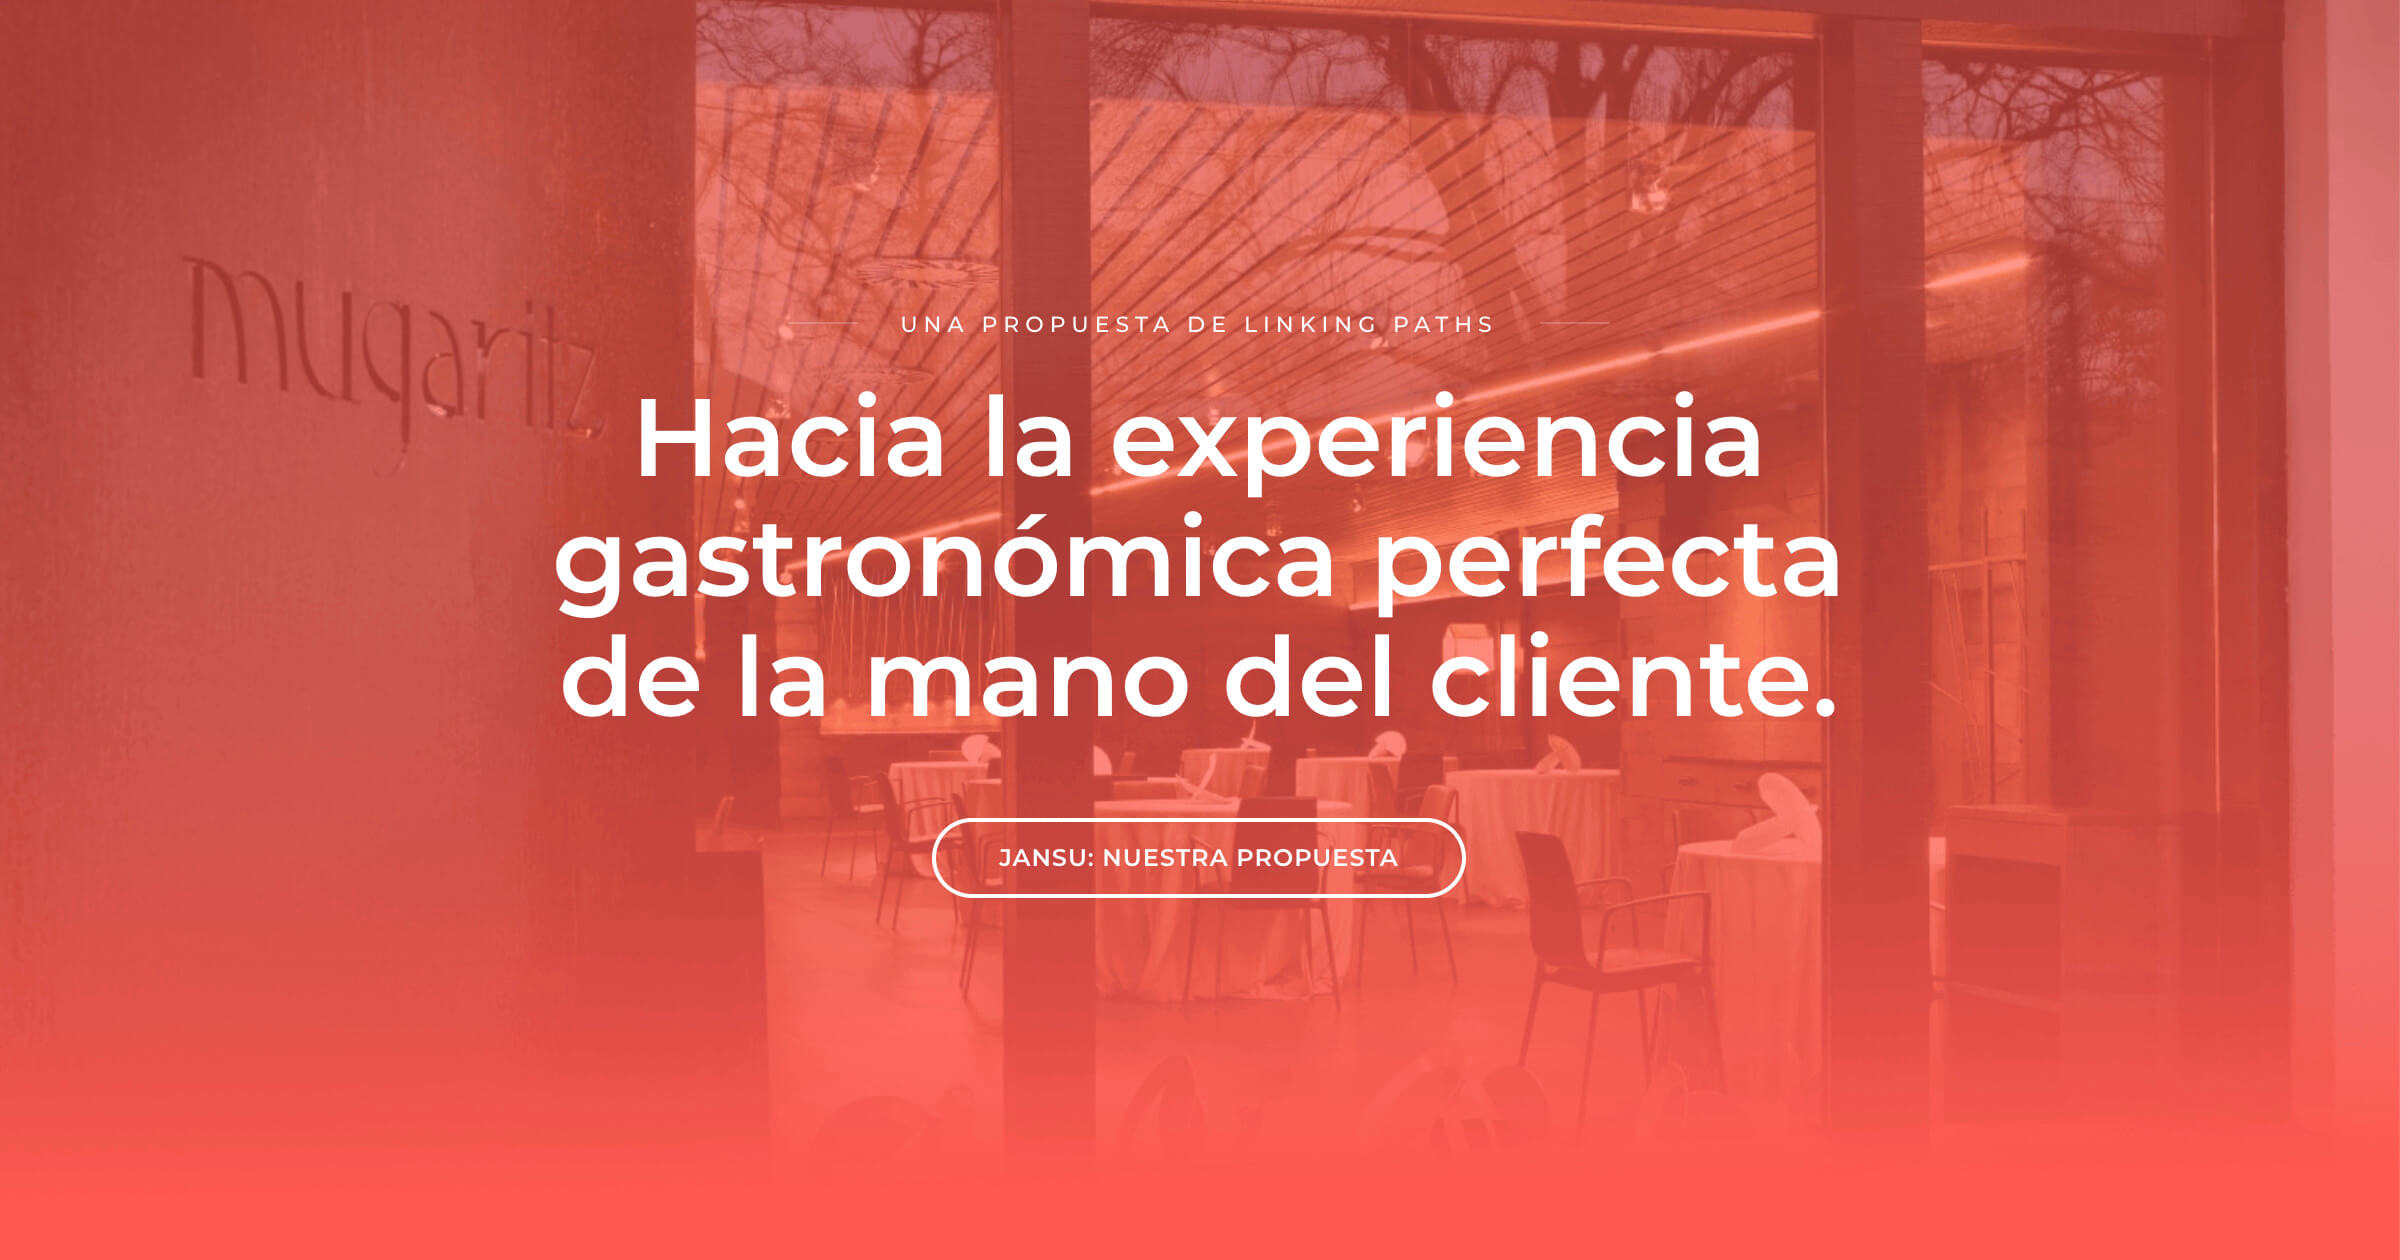 mugaritz
UNA PROPUESTA DE LINKING PATHS
Hacia la experiencia
gastronómica perfecta
de la mano del cliente.
JANSU: NUESTRA PROPUESTA